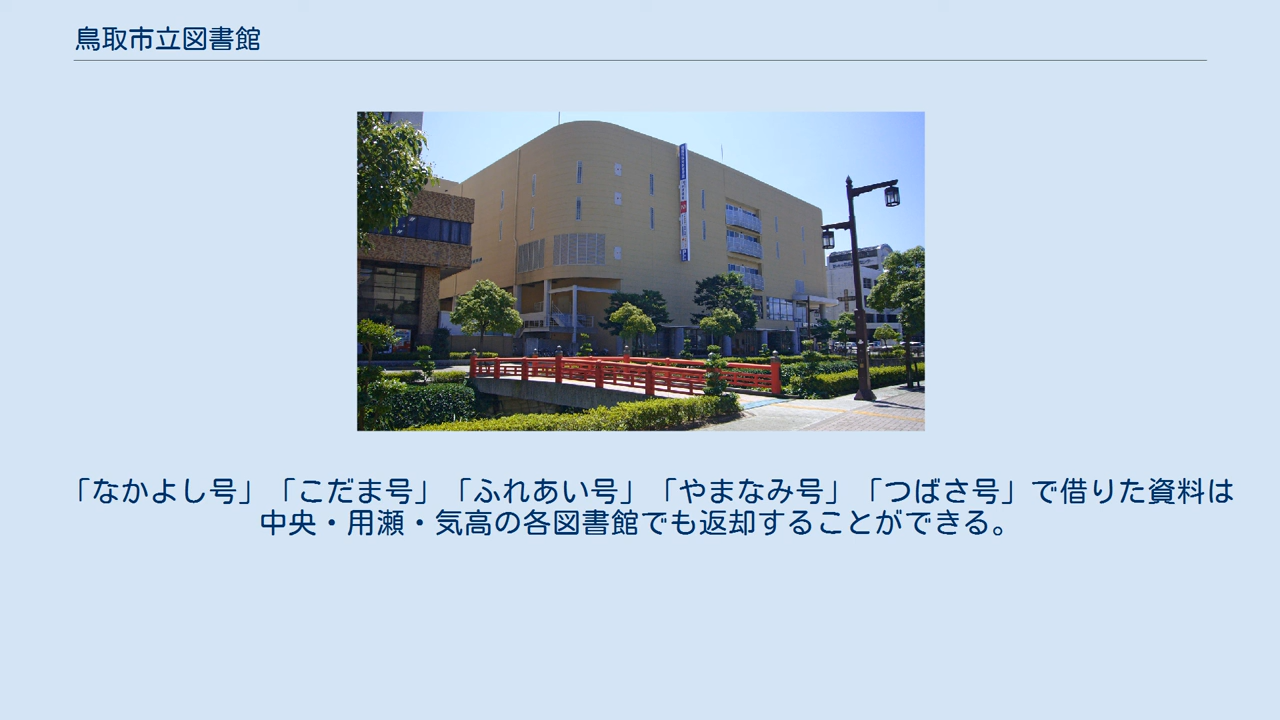 鳥取市立図書館
「なかよし号」「こだま号」「ふれあい号」「やまなみ号」「つばさ号」で借りた資料は
中央・用瀬・気高の各図書館でも返却することができる。